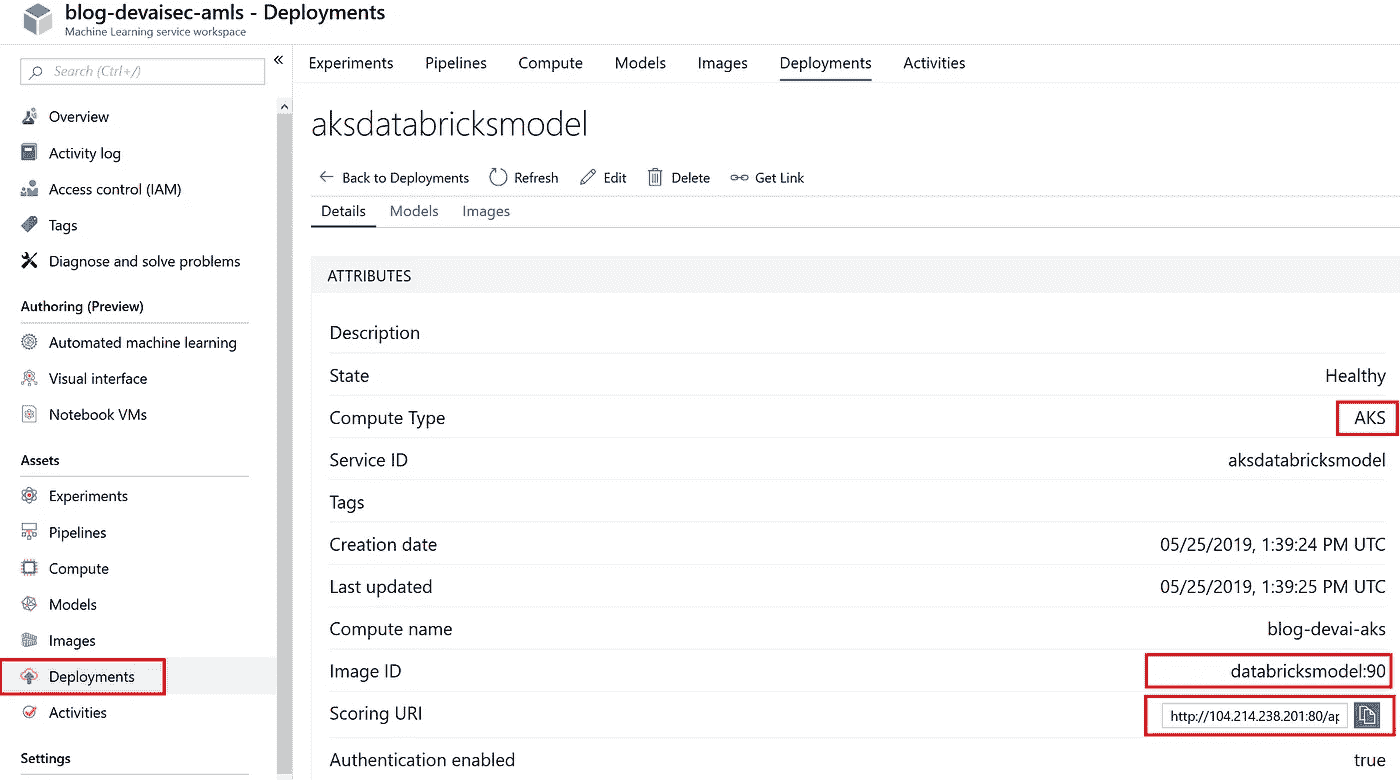 blog-devaisec-amls - Deployments
Machine Learning service workspace
Search (Ctrl+/)
«
Overview
Activity log
Access control (IAM)
Tags
Diagnose and solve problems
Authoring (Preview)
Automated machine learning
Visual interface
Notebook VMs
Assets
Experiments
Pipelines
Compute
Models
Images
Deployments
Activities
Settings
Experiments Pipelines Compute Models Images Deployments Activities
aksdatabricksmodel
Back to Deployments Refresh Edit Delete Get Link
Details Models Images
ATTRIBUTES
Description
State Healthy
Compute Type AKS
Service ID aksdatabricksmodel
Tags
Creation date 05/25/2019, 1:39:24 PM UTC
Last updated 05/25/2019, 1:39:25 PM UTC
Compute name blog-devai-aks
Image ID databricksmodel:90
Scoring URI http://104.214.238.201:80/ap
Authentication enabled true